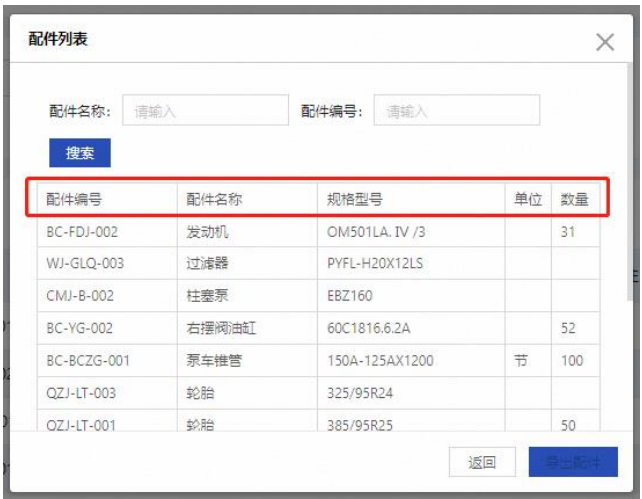 配件列表
配件名称： 请输入 配件编号： 请输入
搜索
配件编号 配件名称 规格型号 单位 数量
BC-FDJ-002 发动机 OM501LA. IV /3 31
WJ-GLQ-003 过滤器 PYFL-H20X12LS
CMJ-B-002 柱塞泵 EBZ160
BC-YG-002 右摆阀油缸 60C1816.6.2A 52
BC-BCZG-001 泵车锥管 150A-125AX1200 节 100
QZJ-LT-003 轮胎 325/95R24
QZJ-LT-001 轮胎 385/95R25 50
返回 导出配件